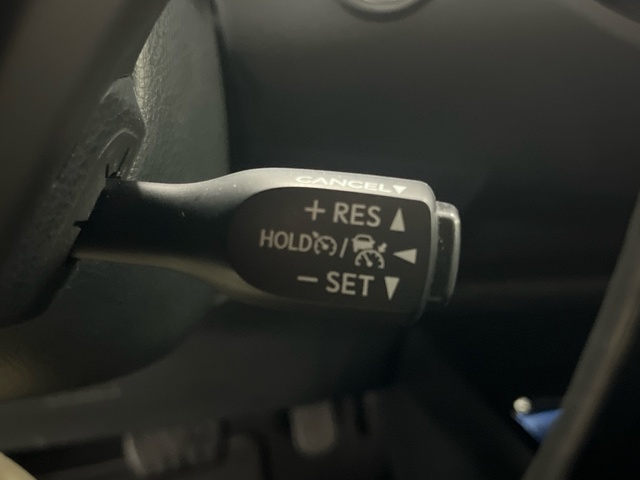 CANCEL▼
+ RES ▲
HOLD / ◀
- SET ▼